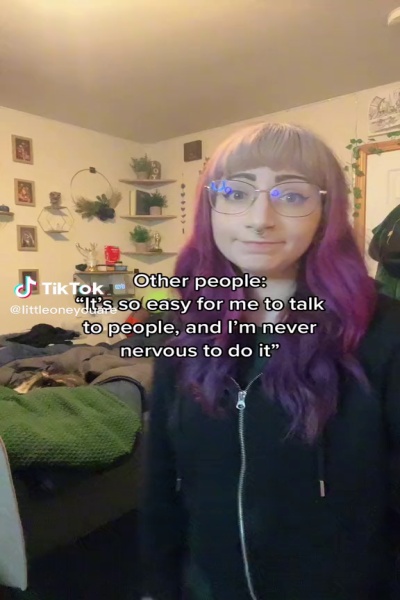 Other people:
"It's so easy for me to talk
to people, and I'm never
nervous to do it"
TikTok
@littleoneyouare